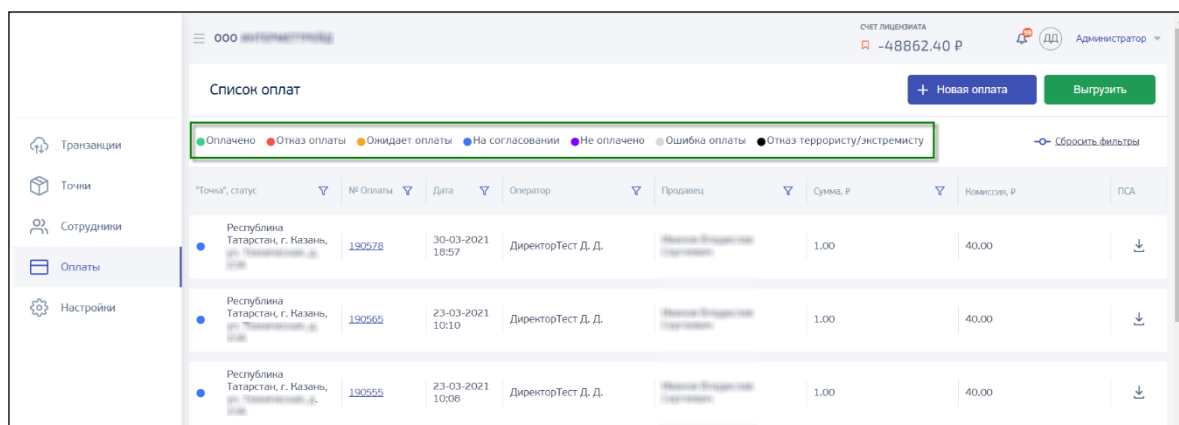 ООО
СЧЕТ ЛИЦЕНЗИАТА
-48862.40 ₽
ДД
Администратор
Список оплат
+ Новая оплата
Выгрузить
Оплачено Отказ оплаты Ожидает оплаты На согласовании Не оплачено Ошибка оплаты Отказ террористу/экстремисту
Сбросить фильтры
Транзакции
Точки
Сотрудники
Оплаты
Настройки
"Точка", статус № Оплаты Дата Оператор Продавец Сумма, ₽ Комиссия, ₽ ПСА
Республика
Татарстан, г. Казань,
190578
30-03-2021
18:57
ДиректорТест Д. Д.
1.00
40.00
Республика
Татарстан, г. Казань,
190565
23-03-2021
10:10
ДиректорТест Д. Д.
1.00
40.00
Республика
Татарстан, г. Казань,
190555
23-03-2021
10:08
ДиректорТест Д. Д.
1.00
40.00